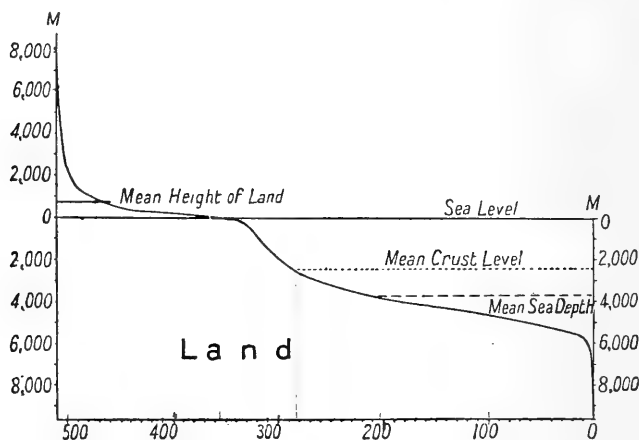 M
8,000
6,000
4,000
2,000
Mean Height of Land
M
0
Sea Level
0
2,000
Mean Crust Level
2,000
4,000
4,000
Mean Sea Depth
6,000
Land
6,000
8,000
8,000
500 400 300 200 100 0